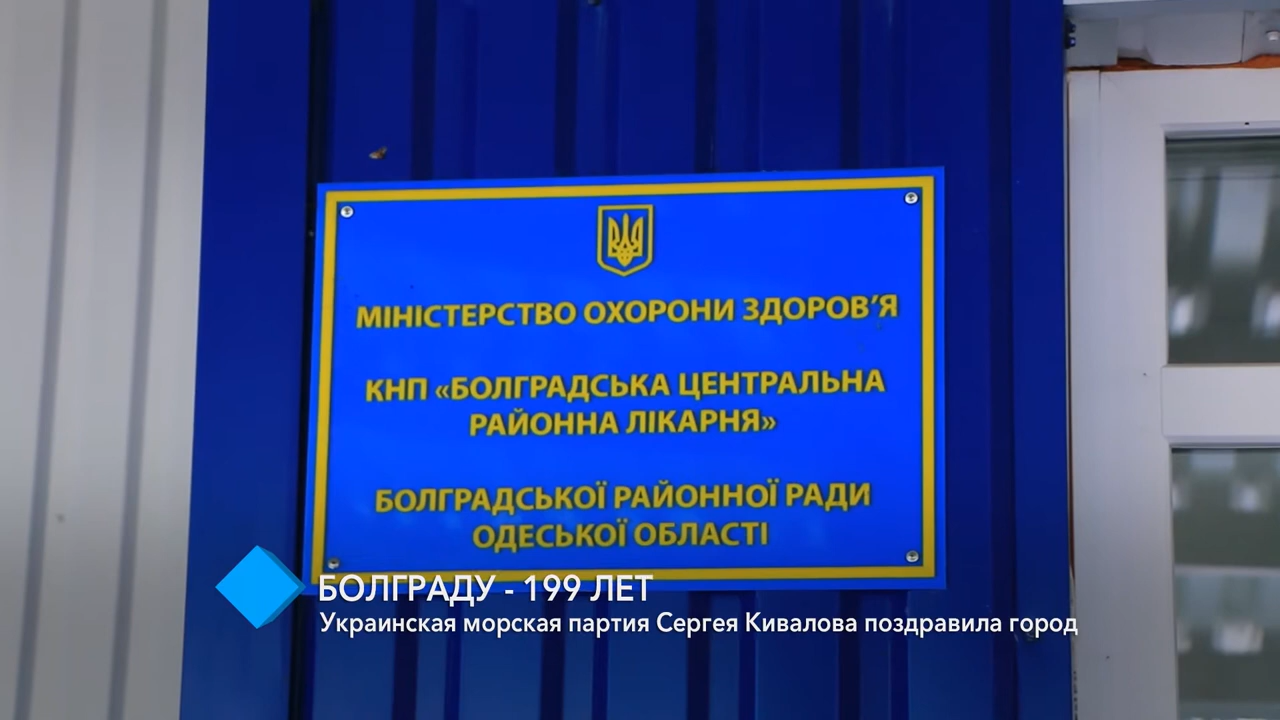 МІНІСТЕРСТВО ОХОРОНИ ЗДОРОВ’Я
КНП «БОЛГРАДСЬКА ЦЕНТРАЛЬНА
РАЙОННА ЛІКАРНЯ»
БОЛГРАДСЬКОЇ РАЙОННОЇ РАДИ
ОДЕСЬКОЇ ОБЛАСТІ
БОЛГРАДУ - 199 ЛЕТ
Украинская морская партия Сергея Кивалова поздравила город